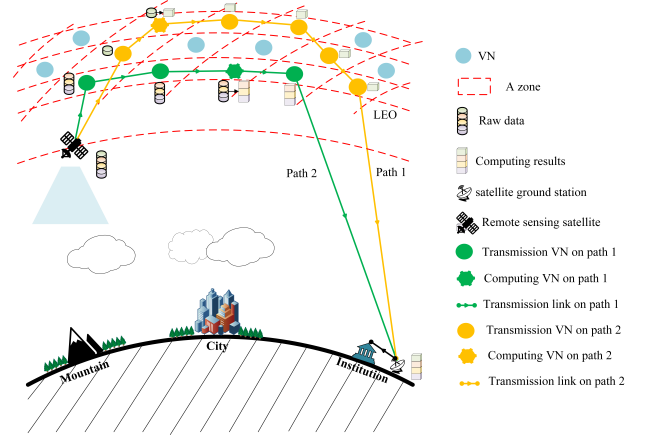 VN
A zone
Raw data
LEO
Computing results
Path 2
Path 1
satellite ground station
Remote sensing satellite
Transmission VN on path 1
Computing VN on path 1
Transmission link on path 1
Transmission VN on path 2
Computing VN on path 2
Transmission link on path 2
City
Mountain
Institution